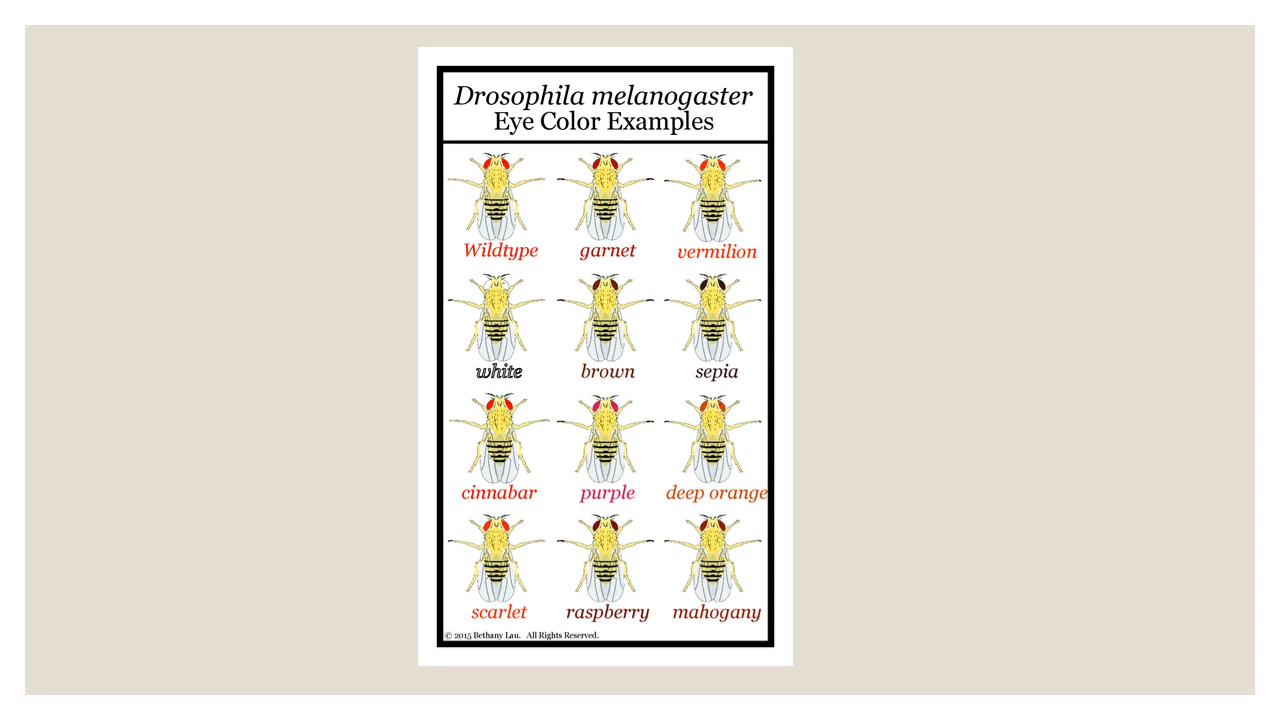 Drosophila melanogaster
Eye Color Examples
Wildtype garnet vermilion
white brown sepia
cinnabar purple deep orange
scarlet raspberry mahogany
© 2015 Bethany Lau. All Rights Reserved.